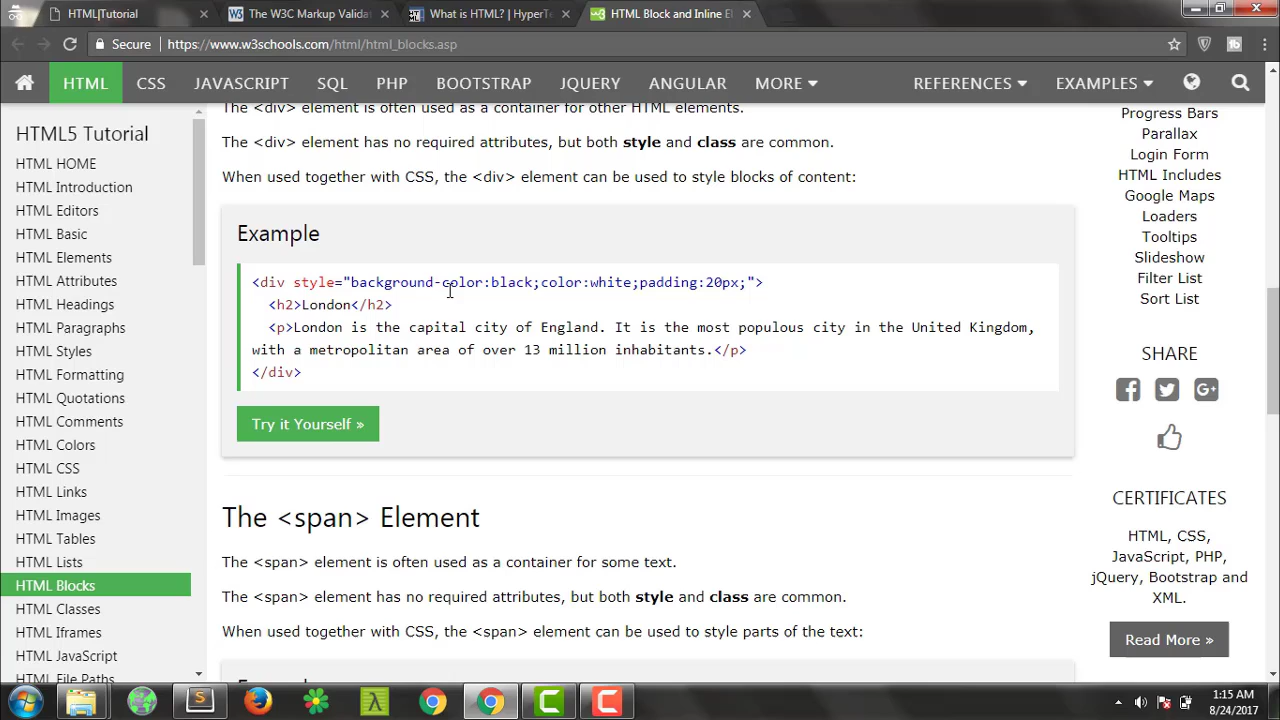 HTML|Tutorial
The W3C Markup Valida
What is HTML? | HyperTe
HTML Block and Inline El
Secure
https://www.w3schools.com/html/html_blocks.asp
HTML CSS JAVASCRIPT SQL PHP BOOTSTRAP JQUERY ANGULAR MORE REFERENCES EXAMPLES
HTML5 Tutorial
HTML HOME
HTML Introduction
HTML Editors
HTML Basic
HTML Elements
HTML Attributes
HTML Headings
HTML Paragraphs
HTML Styles
HTML Formatting
HTML Quotations
HTML Comments
HTML Colors
HTML CSS
HTML Links
HTML Images
HTML Tables
HTML Lists
HTML Blocks
HTML Classes
HTML Iframes
HTML JavaScript
HTML File Paths
The <div> element is often used as a container for other HTML elements.
The <div> element has no required attributes, but both style and class are common.
When used together with CSS, the <div> element can be used to style blocks of content:
Example
<div style="background-color:black;color:white;padding:20px;">
<h2>London</h2>
<p>London is the capital city of England. It is the most populous city in the United Kingdom,
with a metropolitan area of over 13 million inhabitants.</p>
</div>
Try it Yourself »
The <span> Element
The <span> element is often used as a container for some text.
The <span> element has no required attributes, but both style and class are common.
When used together with CSS, the <span> element can be used to style parts of the text:
Progress Bars
Parallax
Login Form
HTML Includes
Google Maps
Loaders
Tooltips
Slideshow
Filter List
Sort List
SHARE
CERTIFICATES
HTML, CSS,
JavaScript, PHP,
jQuery, Bootstrap and
XML.
Read More »
1:15 AM
8/24/2017